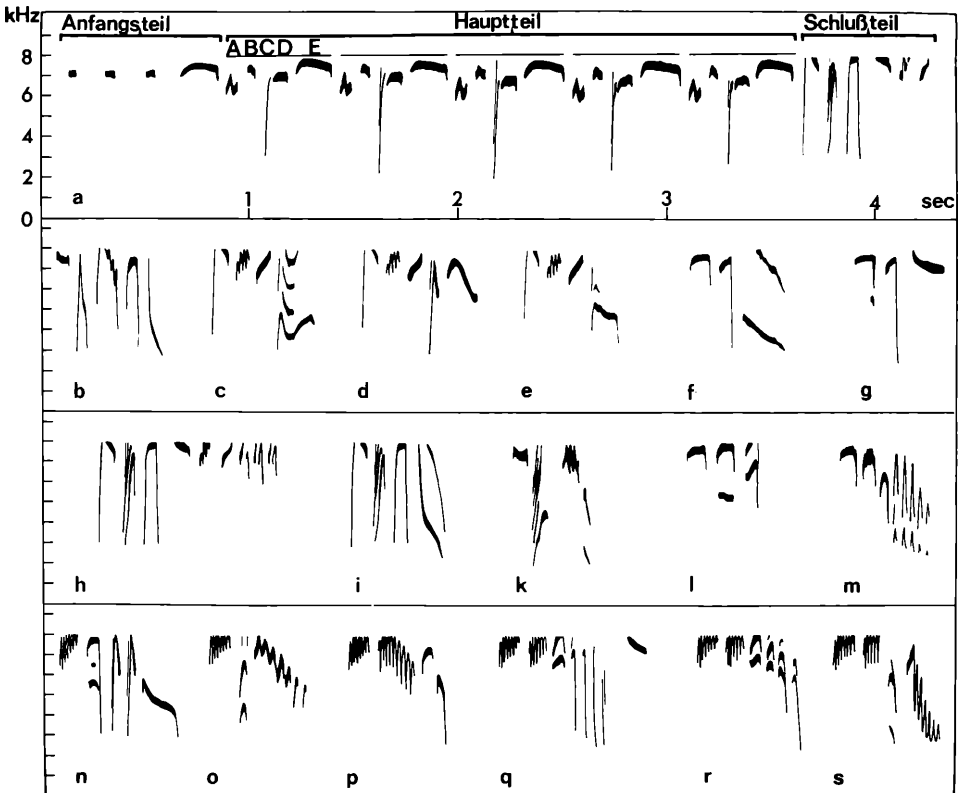 kHz Anfangsteil Hauptteil Schlußteil
ABCD E
8
6
4
2
0
a 1 2 3 4 sec
b c d e f g
h i k l m
n o p q r s